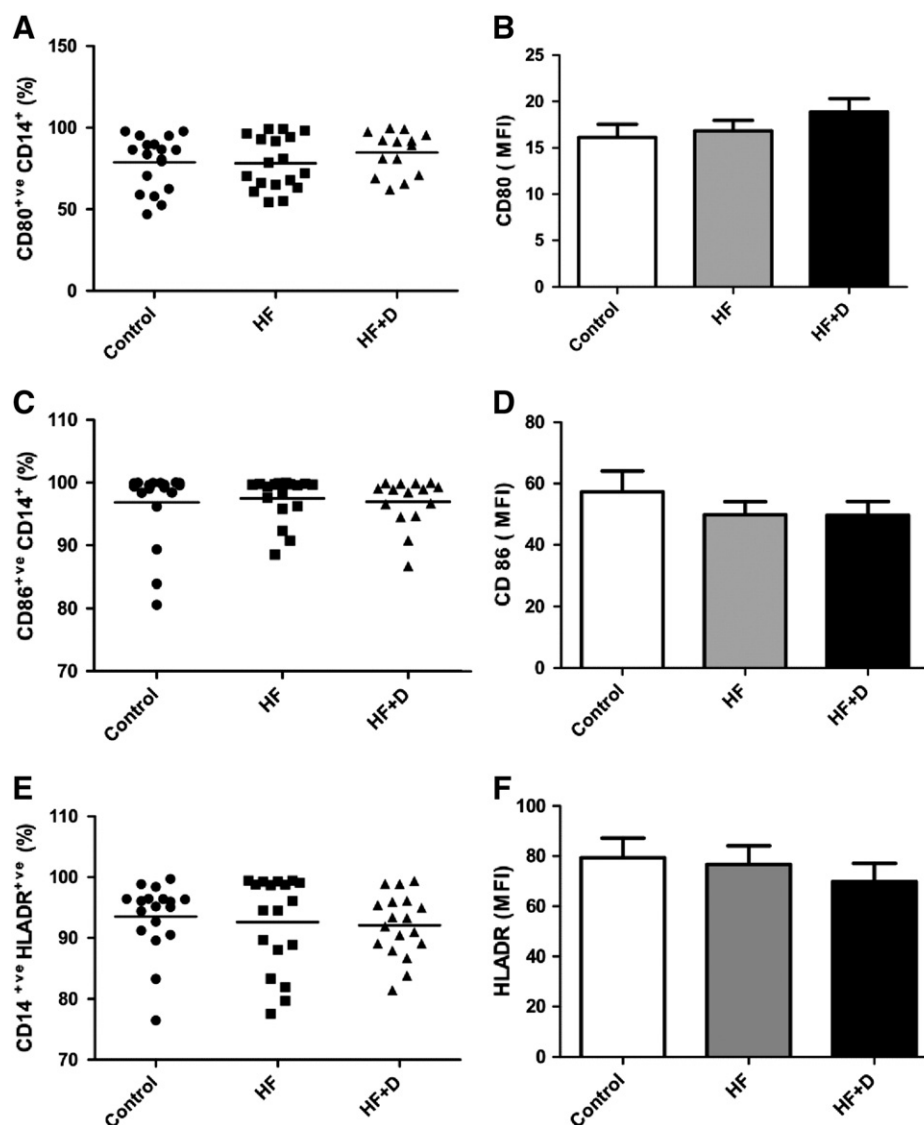 A
CD80+ve CD14+ (%)
150
100
50
0
Control
HF
HF+D
B
CD80 ( MFI)
25
20
15
10
5
0
Control
HF
HF+D
C
CD86+ve CD14+ (%)
110
100
90
80
70
Control
HF
HF+D
D
CD 86 ( MFI)
80
60
40
20
0
Control
HF
HF+D
E
CD14 +ve HLADR+ve (%)
110
100
90
80
70
Control
HF
HF+D
F
HLADR (MFI)
100
80
60
40
20
0
Control
HF
HF+D